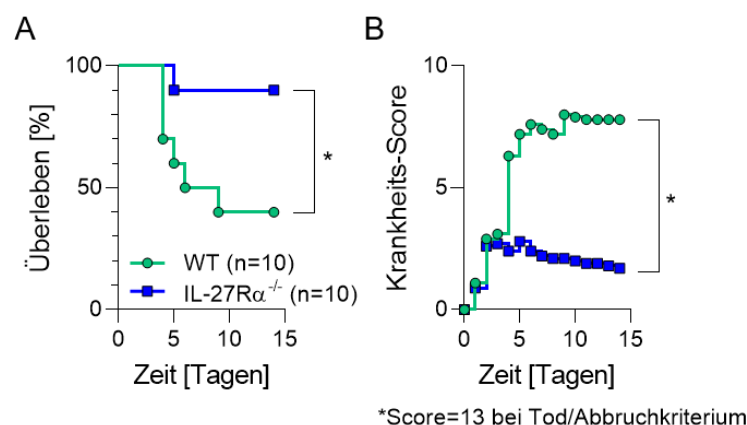 A
Überleben [%]
100
50
0
*
WT (n=10)
IL-27Rα-/- (n=10)
0 5 10 15
Zeit [Tagen]
B
Krankheits-Score
10
5
0
*
0 5 10 15
Zeit [Tagen]
*Score=13 bei Tod/Abbruchkriterium